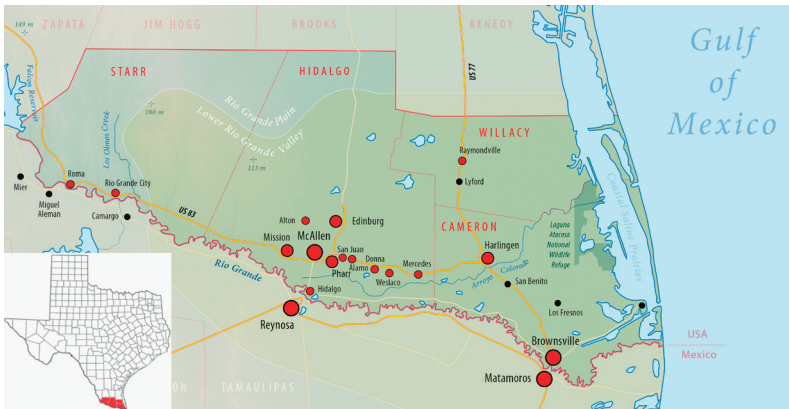 149 m
ZAPATA
JIM HOGG
BROOKS
KENEDY
Gulf
of
Mexico
US 77
STARR
HIDALGO
Falcon Reservoir
180 m
Rio Grande Plain
Lower Rio Grande Valley
Los Olmos Creek
113 m
WILLACY
Raymondville
Lyford
Mier
Roma
Rio Grande City
Miguel
Aleman
Camargo
US 83
Alton
Edinburg
McAllen
Mission
San Juan
Pharr
Alamo
Donna
Weslaco
Mercedes
CAMERON
Harlingen
Laguna
Atacosa
National
Wildlife
Refuge
Coastal Saline Prairies
Arroyo Colorado
San Benito
Los Fresnos
Rio Grande
Hidalgo
Reynosa
Brownsville
Matamoros
USA
Mexico
TAMAULIPAS